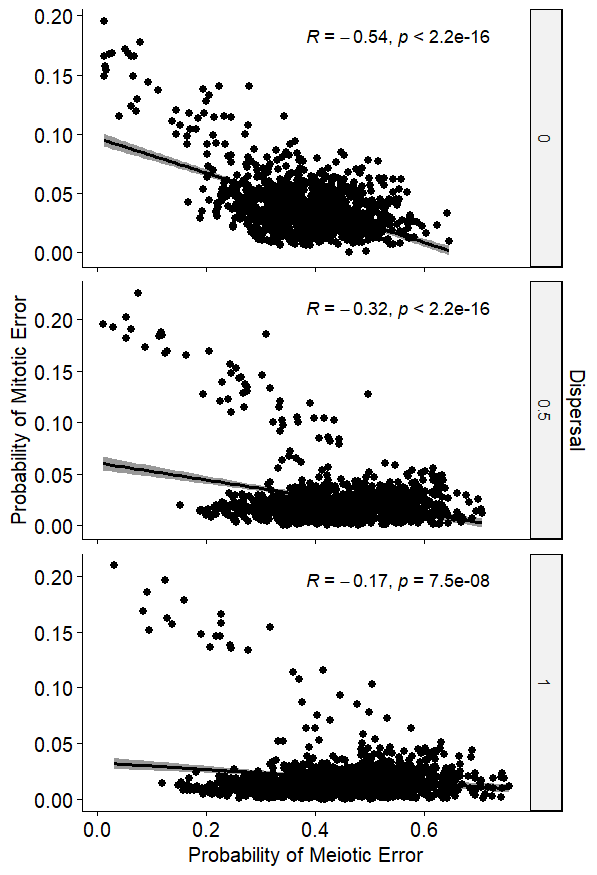 0.20
0.15
0.10
0.05
0.00
R = −0.54, p < 2.2e-16
0
0.20
0.15
0.10
0.05
0.00
R = −0.32, p < 2.2e-16
0.5
0.20
0.15
0.10
0.05
0.00
R = −0.17, p = 7.5e-08
1
Probability of Mitotic Error
Dispersal
0.0 0.2 0.4 0.6
Probability of Meiotic Error